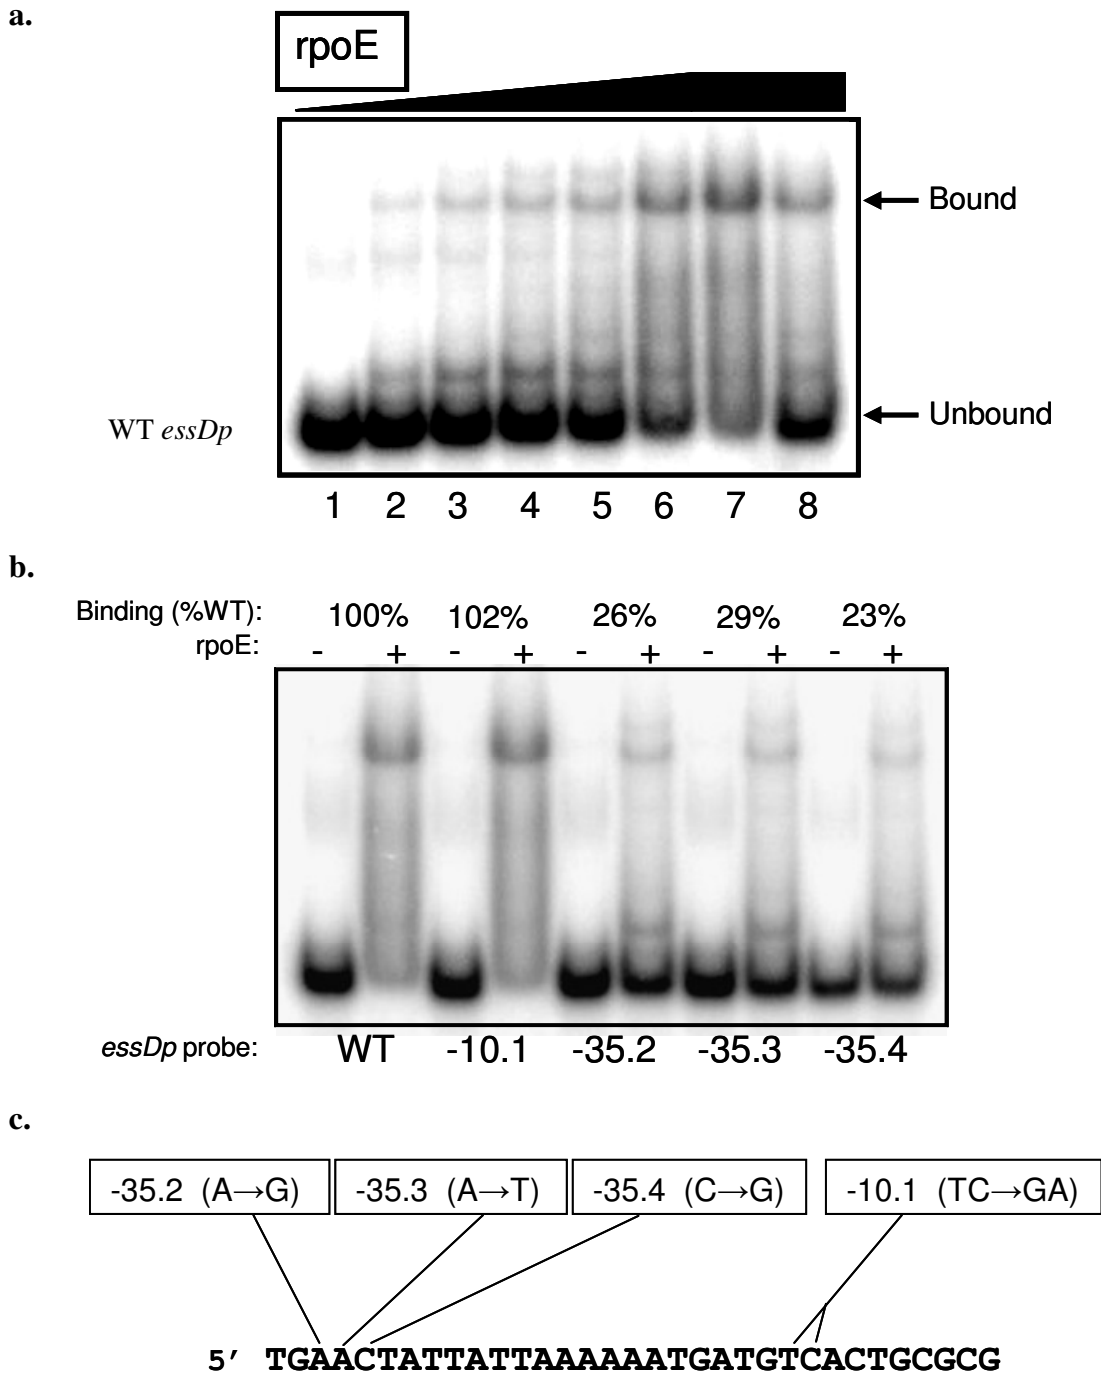 a.
rpoE
Bound
Unbound
WT essDp
1 2 3 4 5 6 7 8
b.
Binding (%WT): 100% 102% 26% 29% 23%
rpoE: - + - + - + - + - +
essDp probe: WT -10.1 -35.2 -35.3 -35.4
c.
-35.2 (A→G) -35.3 (A→T) -35.4 (C→G) -10.1 (TC→GA)
5′ TGAACTATTATTAAAAAATGATGTCACTGCGCG